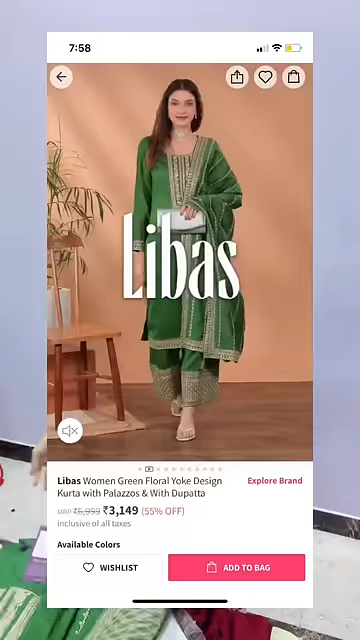 7:58
Libas
Libas Women Green Floral Yoke Design Explore Brand
Kurta with Palazzos & With Dupatta
MRP ₹6,999 ₹3,149 (55% OFF)
inclusive of all taxes
Available Colors
WISHLIST
ADD TO BAG